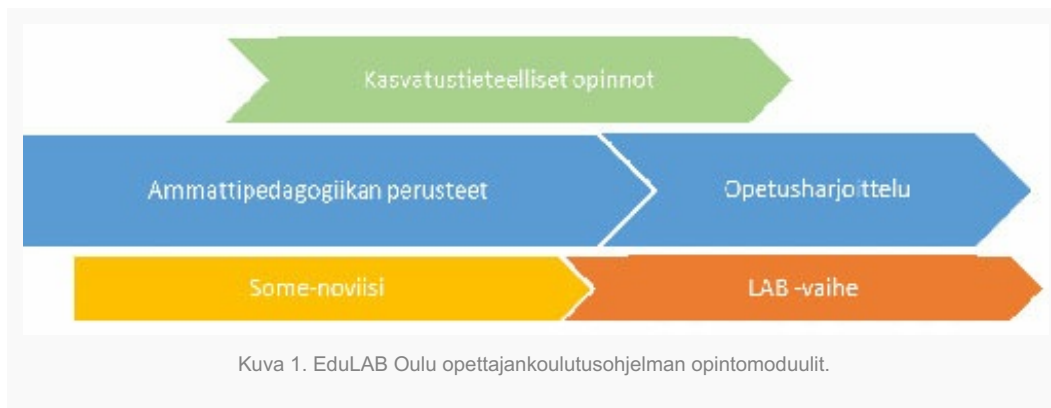 Kasvatustieteelliset opinnot
Ammattipedagogiikan perusteet
Opetusharjoittelu
Some-noviisi
LAB -vaihe
Kuva 1. EduLAB Oulu opettajankoulutusohjelman opintomoduulit.